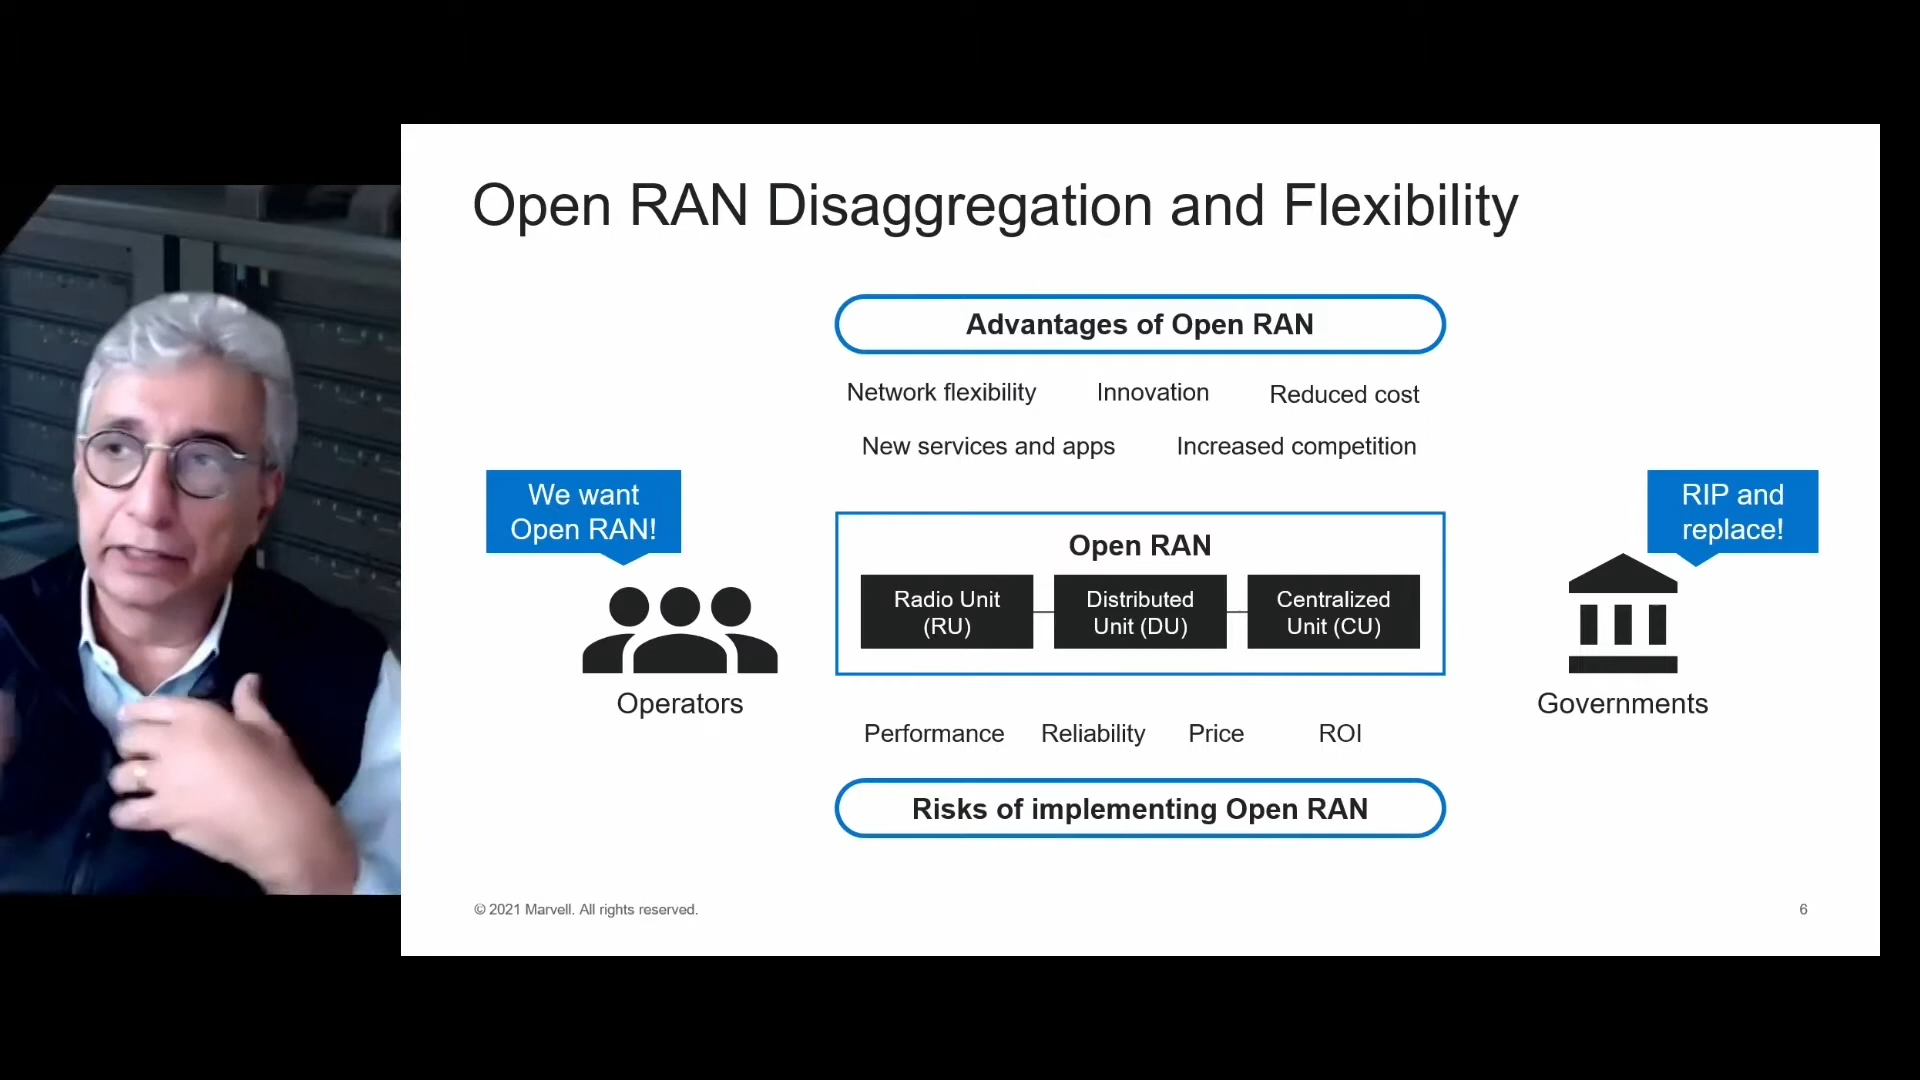 Open RAN Disaggregation and Flexibility
Advantages of Open RAN
Network flexibility
Innovation
Reduced cost
New services and apps
Increased competition
We want
Open RAN!
Operators
Open RAN
Radio Unit
(RU)
Distributed
Unit (DU)
Centralized
Unit (CU)
RIP and
replace!
Governments
Performance
Reliability
Price
ROI
Risks of implementing Open RAN
© 2021 Marvell. All rights reserved.
6